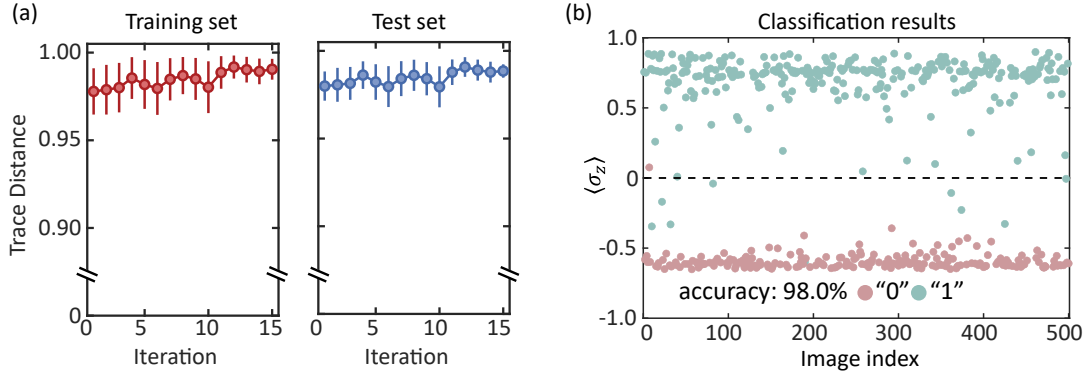 (a)
Training set
Test set
Trace Distance
1.00
0.95
0.90
0
0
5
10
15
Iteration
0
5
10
15
Iteration
(b)
Classification results
⟨σz⟩
1.0
0.5
0
-0.5
-1.0
accuracy: 98.0% “0” “1”
0
100
200
300
400
500
Image index